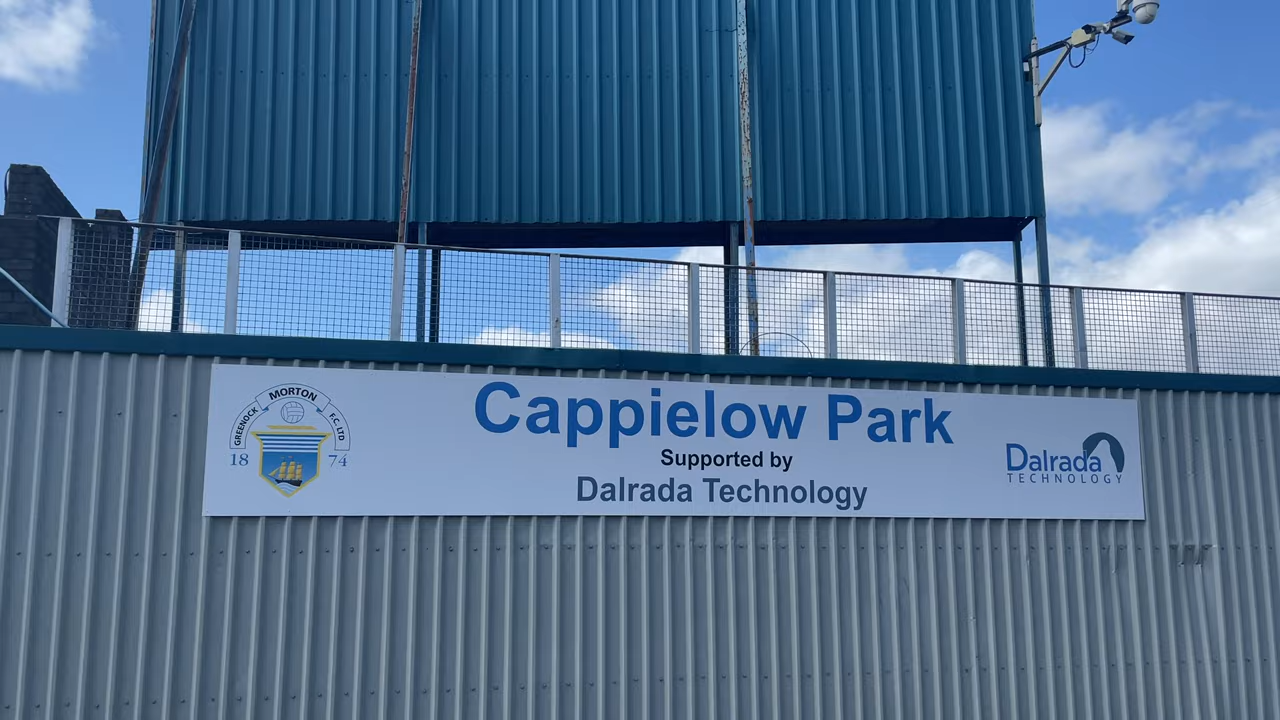 GREENOCK MORTON F.C. LTD
18 74
Cappielow Park
Supported by
Dalrada Technology
Dalrada
TECHNOLOGY